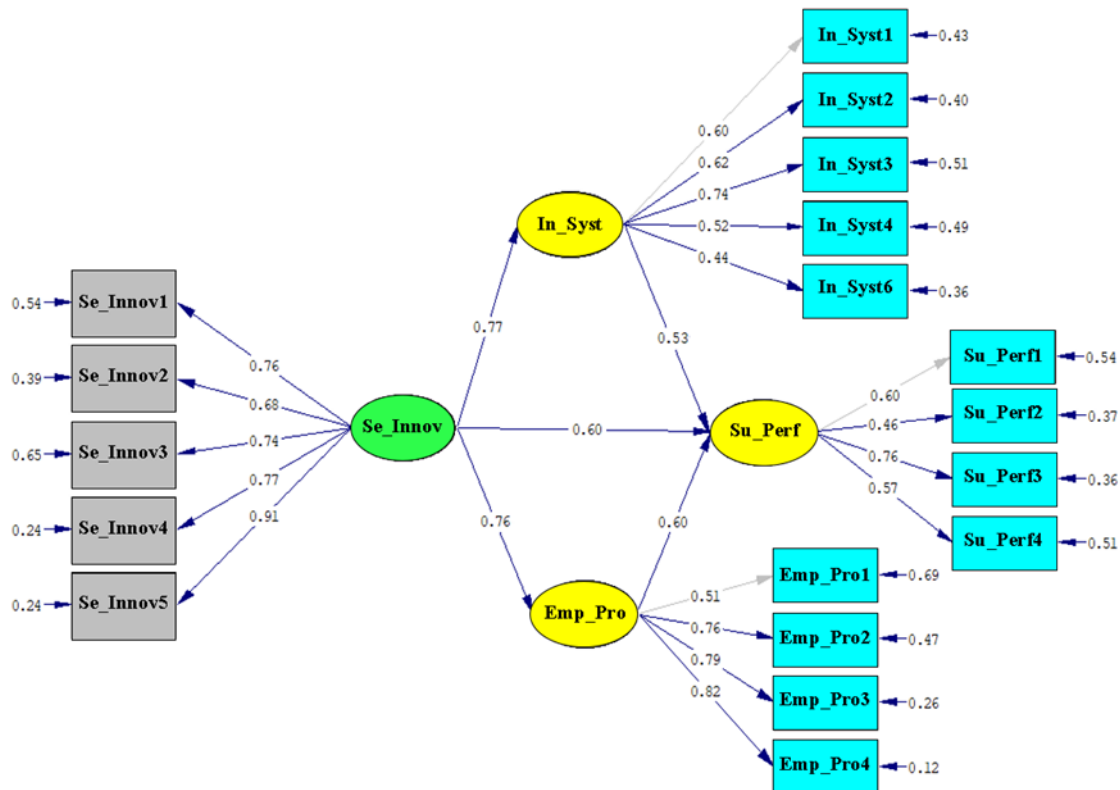 In_Syst1
0.43
In_Syst2
0.40
0.60
0.62
In_Syst3
0.51
0.74
In_Syst
0.52
In_Syst4
0.49
0.44
In_Syst6
0.36
0.54
Se_Innov1
0.77
0.53
Su_Perf1
0.54
0.76
0.60
0.39
Se_Innov2
0.68
0.46
Su_Perf2
0.37
Se_Innov
0.60
Su_Perf
0.65
Se_Innov3
0.74
0.76
Su_Perf3
0.36
0.77
0.57
0.24
Se_Innov4
0.91
0.76
0.60
Su_Perf4
0.51
0.24
Se_Innov5
Emp_Pro1
0.69
0.51
Emp_Pro
0.76
Emp_Pro2
0.47
0.79
0.82
Emp_Pro3
0.26
Emp_Pro4
0.12